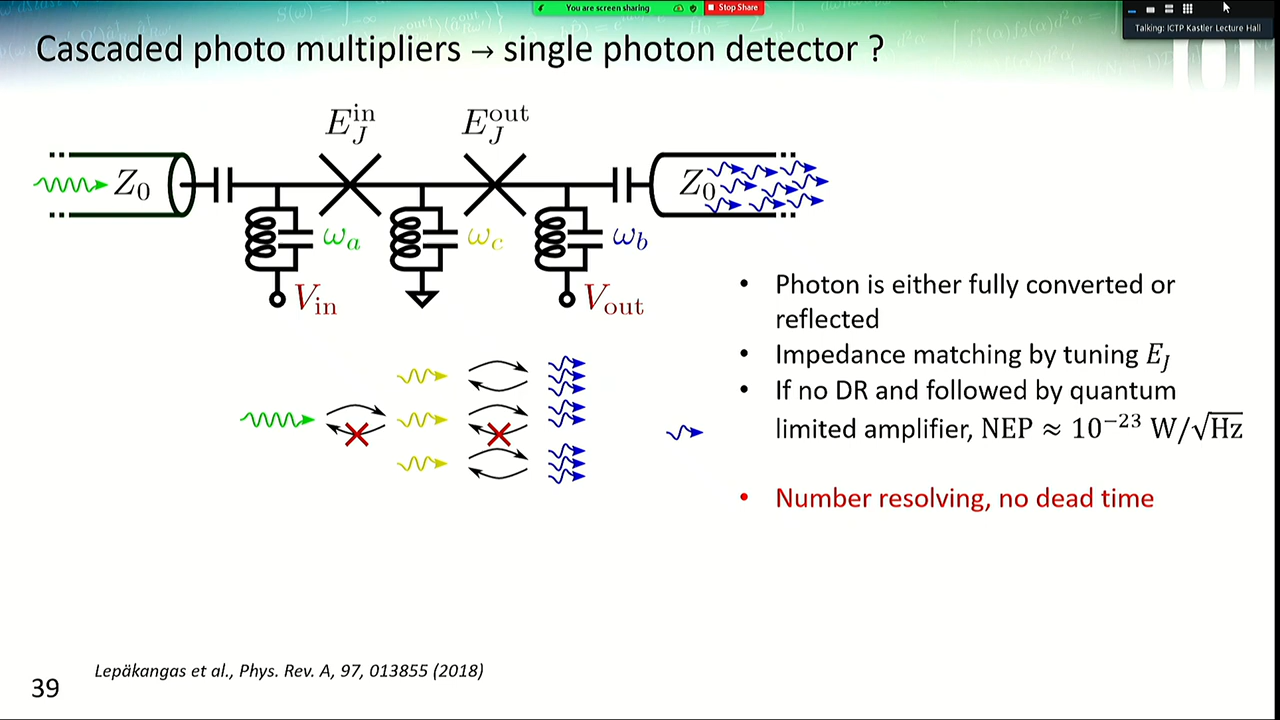 You are screen sharing
Stop Share
Talking: ICTP Kastler Lecture Hall
Cascaded photo multipliers → single photon detector ?
E_J^in
E_J^out
Z_0
Z_0
ω_a
ω_c
ω_b
V_in
V_out
• Photon is either fully converted or
reflected
• Impedance matching by tuning E_J
• If no DR and followed by quantum
limited amplifier, NEP ≈ 10^−23 W/√Hz
• Number resolving, no dead time
Lepäkangas et al., Phys. Rev. A, 97, 013855 (2018)
39